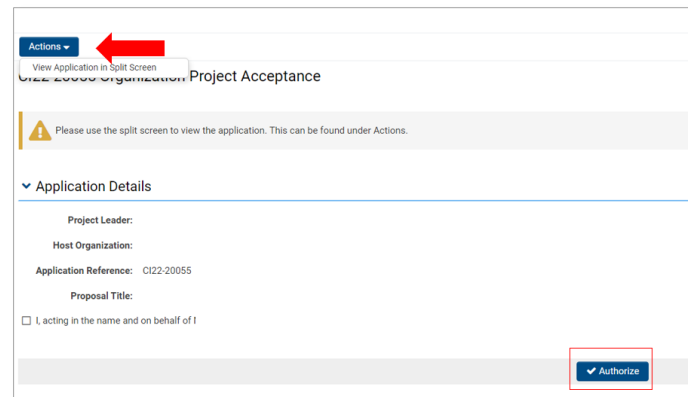 Actions
View Application in Split Screen
CI22-20055 Organization Project Acceptance
Please use the split screen to view the application. This can be found under Actions.
Application Details
Project Leader:
Host Organization:
Application Reference: CI22-20055
Proposal Title:
I, acting in the name and on behalf of
Authorize